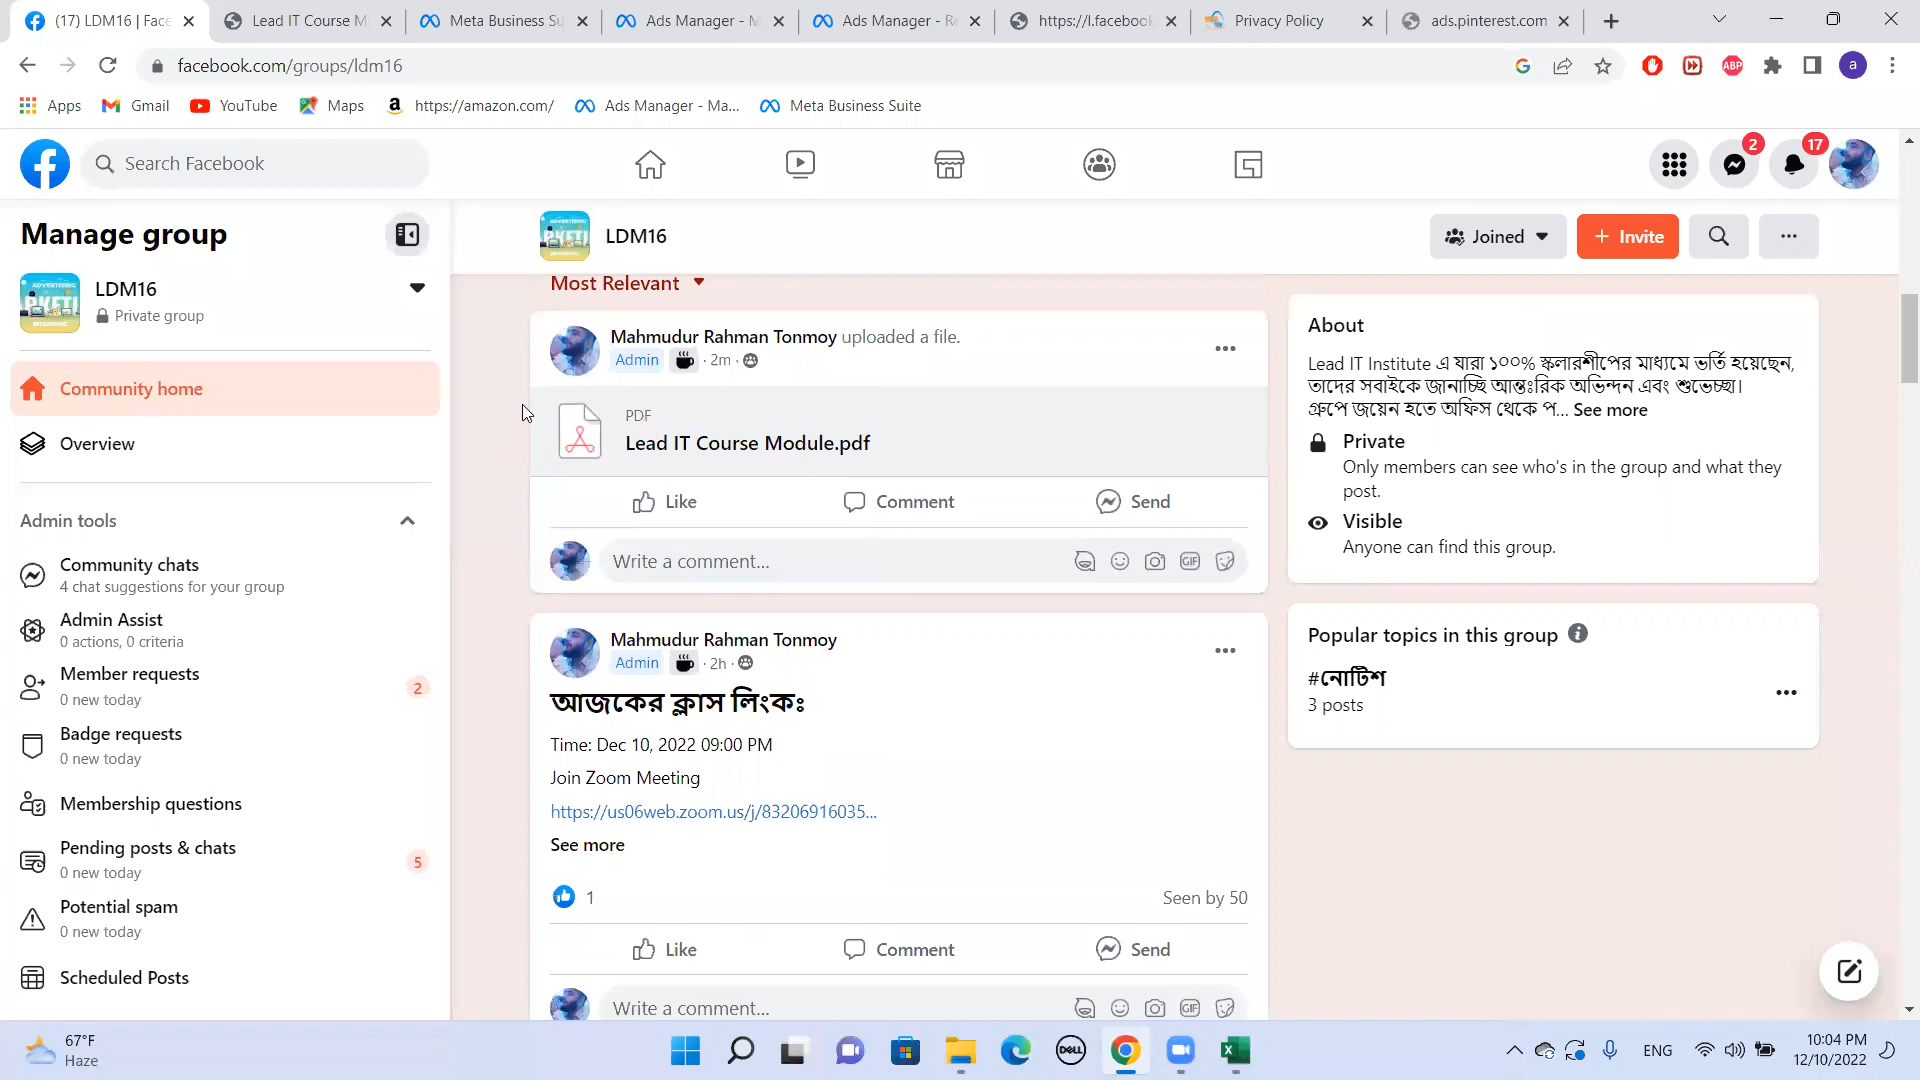 (17) LDM16 | Face
Lead IT Course M
Meta Business Su
Ads Manager - M
Ads Manager - Re
https://l.facebook
Privacy Policy
ads.pinterest.com
facebook.com/groups/ldm16
ABP
a
Apps
Gmail
YouTube
Maps
https://amazon.com/
Ads Manager - Ma...
Meta Business Suite
Search Facebook
2
17
Manage group
LDM16
Private group
Community home
Overview
Admin tools
Community chats
4 chat suggestions for your group
Admin Assist
0 actions, 0 criteria
Member requests
0 new today
2
Badge requests
0 new today
Membership questions
Pending posts & chats
0 new today
5
Potential spam
0 new today
Scheduled Posts
LDM16
Joined
+ Invite
Most Relevant
Mahmudur Rahman Tonmoy uploaded a file.
Admin · 2m ·
PDF
Lead IT Course Module.pdf
Like Comment Send
Write a comment...
GIF
Mahmudur Rahman Tonmoy
Admin · 2h ·
আজকের ক্লাস লিংকঃ
Time: Dec 10, 2022 09:00 PM
Join Zoom Meeting
https://us06web.zoom.us/j/83206916035...
See more
1
Seen by 50
Like Comment Send
Write a comment...
GIF
About
Lead IT Institute এ যারা ১০০% স্কলারশীপের মাধ্যমে ভর্তি হয়েছেন,
তাদের সবাইকে জানাচ্ছি আন্তঃরিক অভিন্দন এবং শুভেচ্ছা।
গ্রুপে জয়েন হতে অফিস থেকে প... See more
Private
Only members can see who's in the group and what they
post.
Visible
Anyone can find this group.
Popular topics in this group
#নোটিশ
3 posts
67°F
Haze
DELL
ENG
10:04 PM
12/10/2022